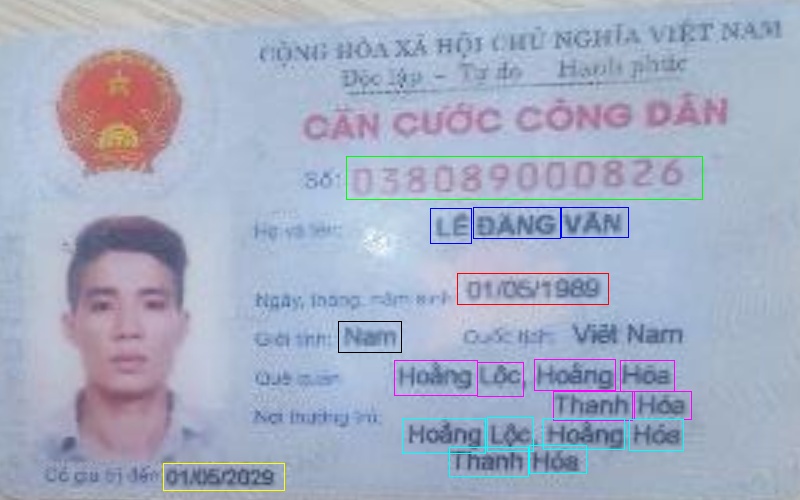 CỘNG HÒA XÃ HỘI CHỦ NGHĨA VIỆT NAM
Độc lập - Tự do - Hạnh phúc
CĂN CƯỚC CÔNG DÂN
Số: 038089000826
Họ và tên: LÊ ĐĂNG VĂN
Ngày, tháng, năm sinh: 01/05/1989
Giới tính: Nam Quốc tịch: Việt Nam
Quê quán: Hoằng Lộc, Hoằng Hóa
Thanh Hóa
Nơi thường trú: Hoằng Lộc, Hoằng Hóa
Thanh Hóa
Có giá trị đến: 01/05/2029